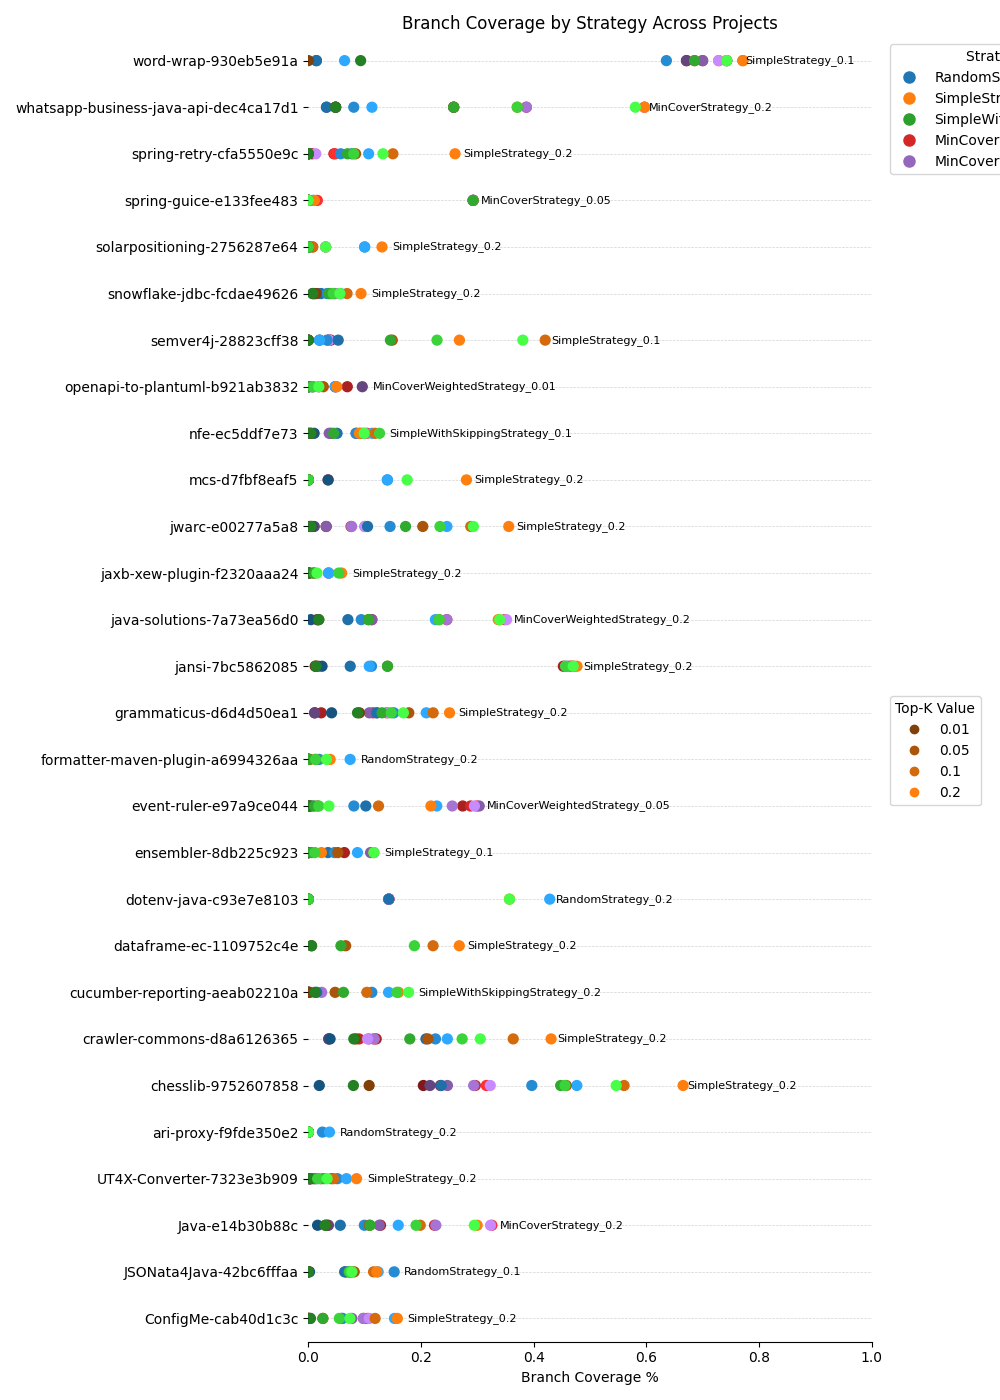 Branch Coverage by Strategy Across Projects
word-wrap-930eb5e91a
SimpleStrategy_0.1
whatsapp-business-java-api-dec4ca17d1
MinCoverStrategy_0.2
spring-retry-cfa5550e9c
SimpleStrategy_0.2
spring-guice-e133fee483
MinCoverStrategy_0.05
solarpositioning-2756287e64
SimpleStrategy_0.2
snowflake-jdbc-fcdae49626
SimpleStrategy_0.2
semver4j-28823cff38
SimpleStrategy_0.1
openapi-to-plantuml-b921ab3832
MinCoverWeightedStrategy_0.01
nfe-ec5ddf7e73
SimpleWithSkippingStrategy_0.1
mcs-d7fbf8eaf5
SimpleStrategy_0.2
jwarc-e00277a5a8
SimpleStrategy_0.2
jaxb-xew-plugin-f2320aaa24
SimpleStrategy_0.2
java-solutions-7a73ea56d0
MinCoverWeightedStrategy_0.2
jansi-7bc5862085
SimpleStrategy_0.2
grammaticus-d6d4d50ea1
SimpleStrategy_0.2
formatter-maven-plugin-a6994326aa
RandomStrategy_0.2
event-ruler-e97a9ce044
MinCoverWeightedStrategy_0.05
ensembler-8db225c923
SimpleStrategy_0.1
dotenv-java-c93e7e8103
RandomStrategy_0.2
dataframe-ec-1109752c4e
SimpleStrategy_0.2
cucumber-reporting-aeab02210a
SimpleWithSkippingStrategy_0.2
crawler-commons-d8a6126365
SimpleStrategy_0.2
chesslib-9752607858
SimpleStrategy_0.2
ari-proxy-f9fde350e2
RandomStrategy_0.2
UT4X-Converter-7323e3b909
SimpleStrategy_0.2
Java-e14b30b88c
MinCoverStrategy_0.2
JSONata4Java-42bc6fffaa
RandomStrategy_0.1
ConfigMe-cab40d1c3c
SimpleStrategy_0.2
0.0 0.2 0.4 0.6 0.8 1.0
Branch Coverage %
Strat
RandomS
SimpleStr
SimpleWit
MinCover
MinCover
Top-K Value
0.01
0.05
0.1
0.2